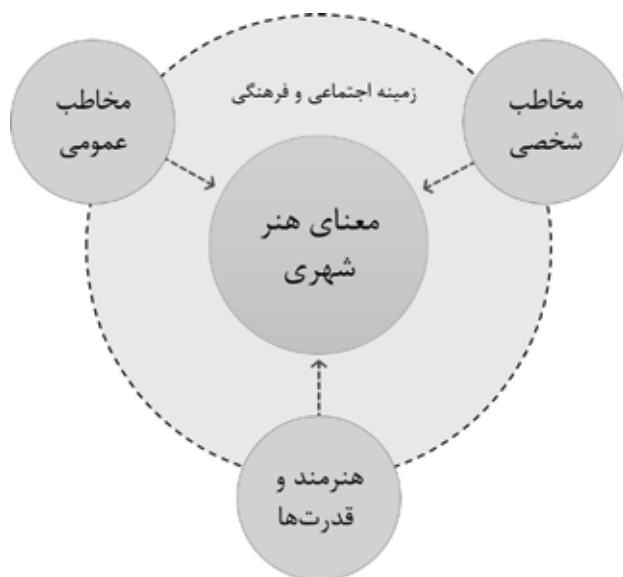 زمینه اجتماعی و فرهنگی
مخاطب
شخصی
مخاطب
عمومی
معنای هنر
شهری
هنرمند و
قدرت‌ها